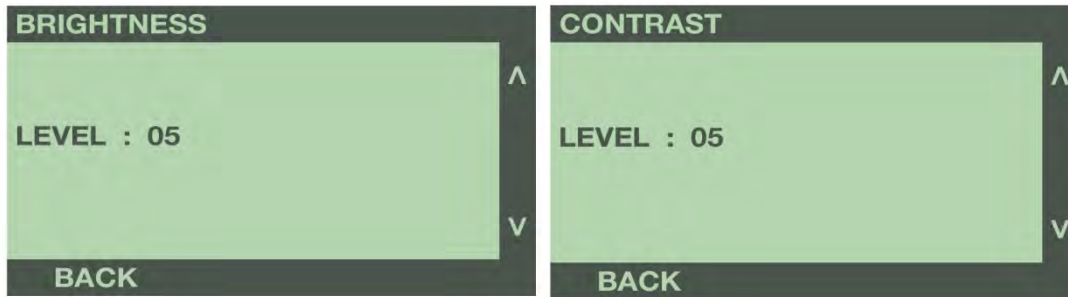 BRIGHTNESS
Λ
LEVEL : 05
V
BACK
CONTRAST
Λ
LEVEL : 05
V
BACK